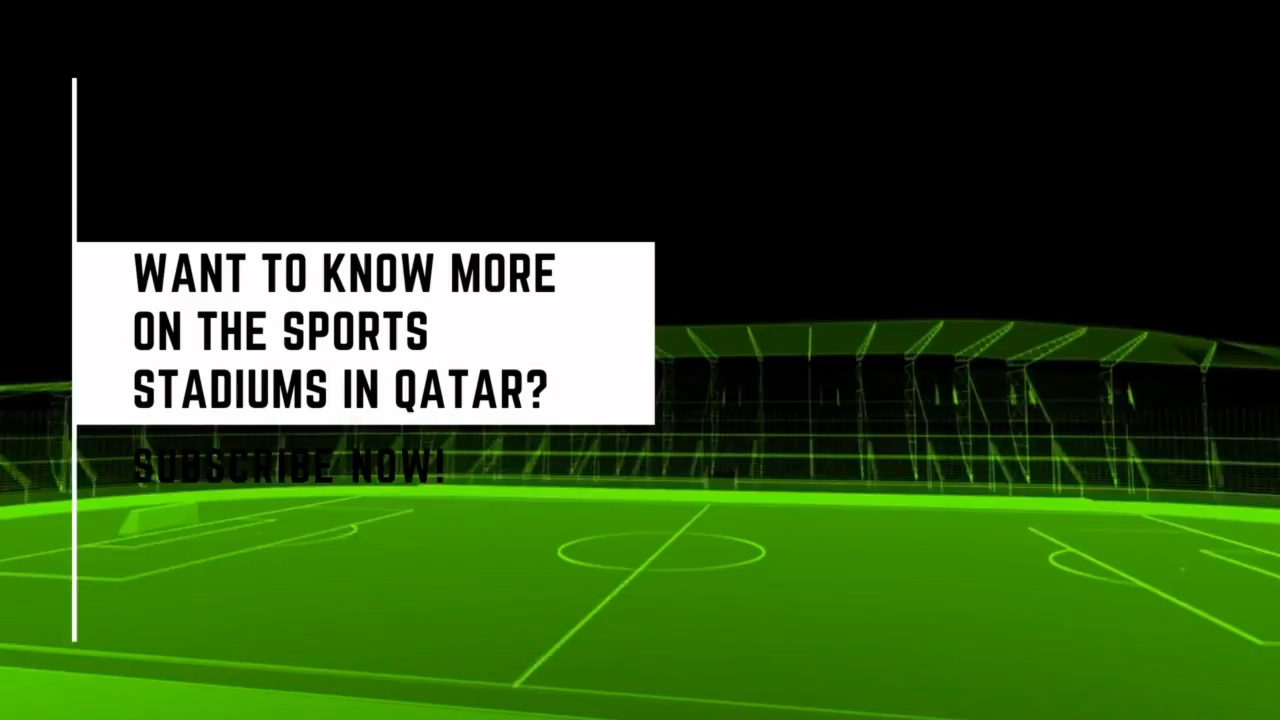 WANT TO KNOW MORE
ON THE SPORTS
STADIUMS IN QATAR?
SUBSCRIBE NOW!